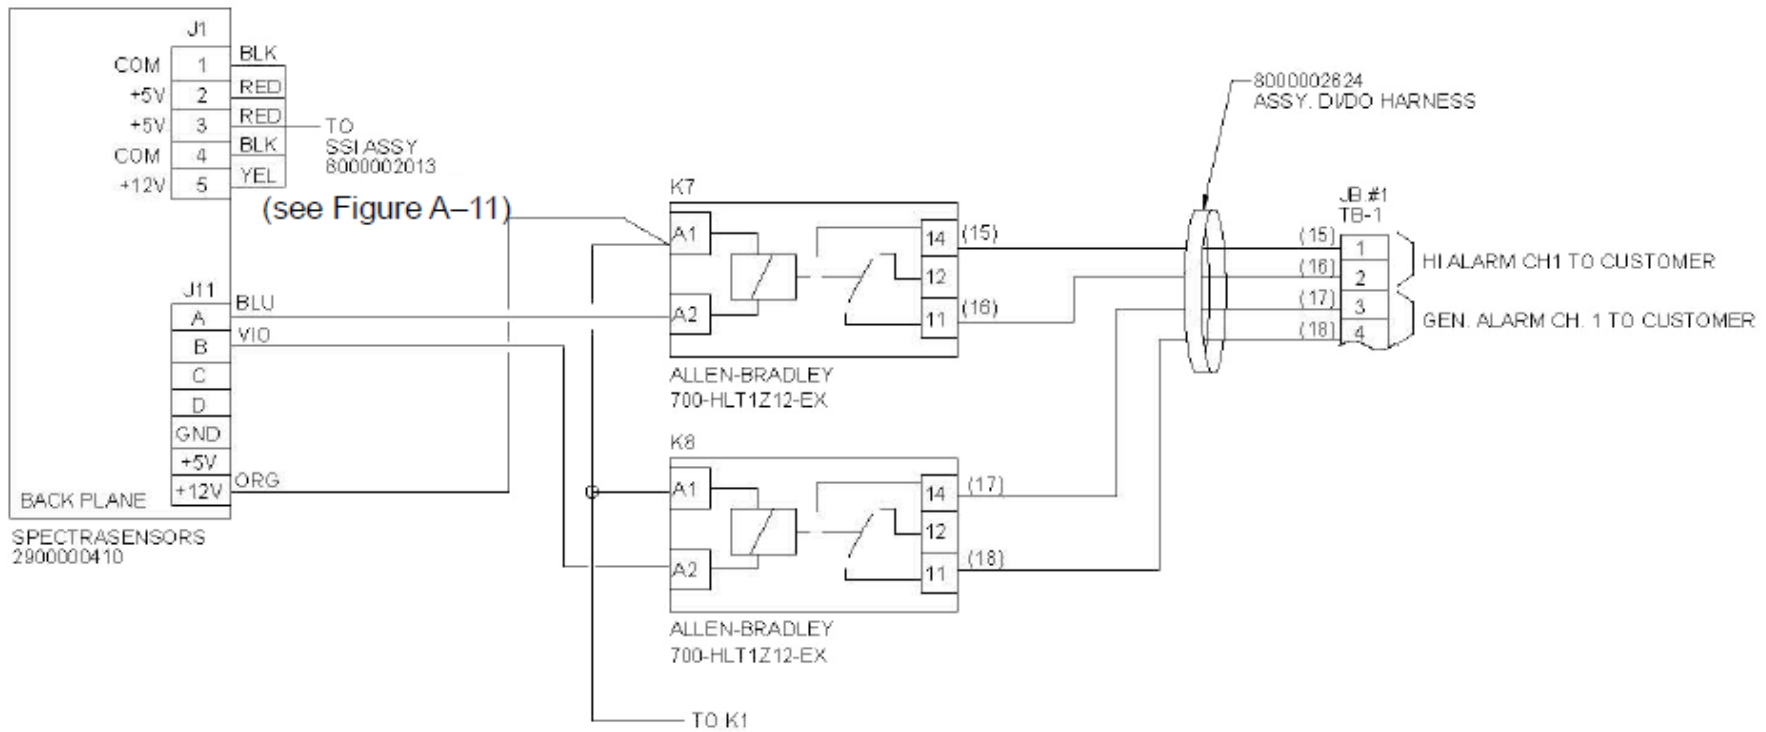 J1
COM 1 BLK
+5V 2 RED
+5V 3 RED
COM 4 BLK
+12V 5 YEL
TO
SSI ASSY
8000002013
(see Figure A–11)
J11
A BLU
B VIO
C
D
GND
+5V
+12V ORG
BACK PLANE
SPECTRASENSORS
2900000410
K7
A1
A2
14 (15)
12
11 (16)
ALLEN-BRADLEY
700-HLT1Z12-EX
K8
A1
A2
14 (17)
12
11 (18)
ALLEN-BRADLEY
700-HLT1Z12-EX
TO K1
8000002624
ASSY. DI/DO HARNESS
JB.#1
TB-1
(15) 1
(16) 2
(17) 3
(18) 4
HI ALARM CH1 TO CUSTOMER
GEN. ALARM CH. 1 TO CUSTOMER